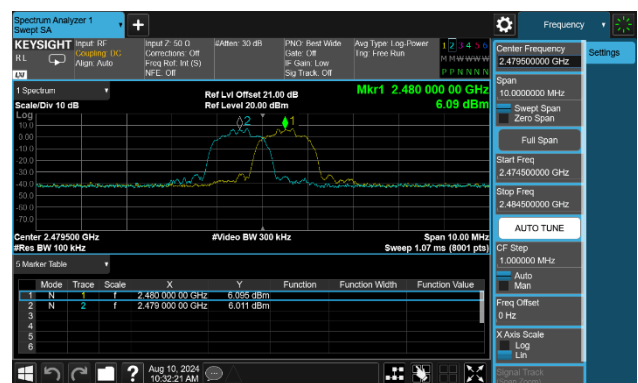 Spectrum Analyzer 1
Swept SA
Frequency
KEYSIGHT
RL
LXI
Input: RF
Coupling: DC
Align: Auto
Input Z: 50 Ω
Corrections: Off
Freq Ref: Int (S)
NFE: Off
#Atten: 30 dB
PNO: Best Wide
Gate: Off
IF Gain: Low
Sig Track: Off
Avg Type: Log-Power
Trig: Free Run
1 2 3 4 5 6
M M W W W W
P P N N N N
1 Spectrum
Scale/Div 10 dB
Log
Ref Lvl Offset 21.00 dB
Ref Level 20.00 dBm
Mkr1 2.480 000 00 GHz
6.09 dBm
2
1
10.0
0.0
-10.0
-20.0
-30.0
-40.0
-50.0
-60.0
-70.0
Center 2.479500 GHz
#Res BW 100 kHz
#Video BW 300 kHz
Span 10.00 MHz
Sweep 1.07 ms (8001 pts)
5 Marker Table
Mode Trace Scale X Y Function Function Width Function Value
1 N 1 f 2.480 000 00 GHz 6.095 dBm
2 N 2 f 2.479 000 00 GHz 6.011 dBm
3
4
5
6
Aug 10, 2024
10:32:21 AM
?
Center Frequency
2.479500000 GHz
Settings
Span
10.0000000 MHz
Swept Span
Zero Span
Full Span
Start Freq
2.474500000 GHz
Stop Freq
2.484500000 GHz
AUTO TUNE
CF Step
1.000000 MHz
Auto
Man
Freq Offset
0 Hz
X Axis Scale
Log
Lin
Signal Track
(Span Zoom)